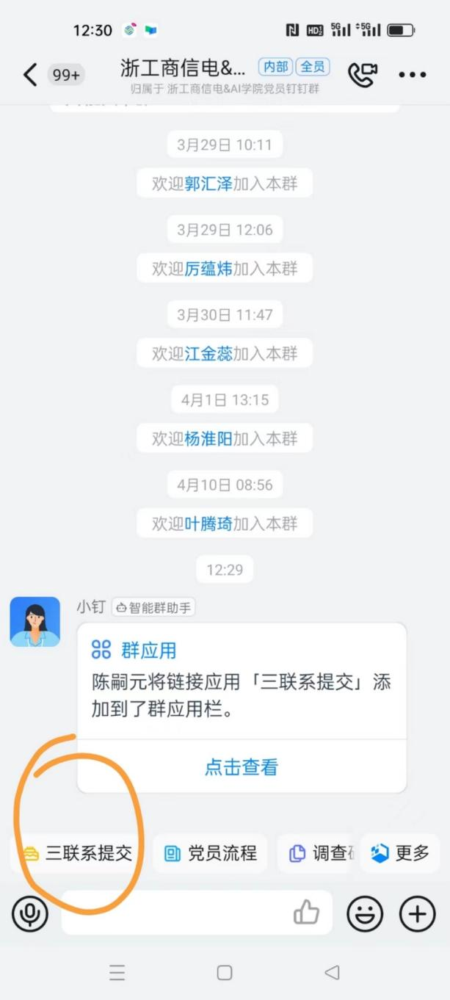 12:30
HD
5G
5G
99+
浙工商信电&... 内部 全员
归属于 浙工商信电&AI学院党员钉钉群
3月29日 10:11
欢迎郭汇泽加入本群
3月29日 12:06
欢迎厉蕴炜加入本群
3月30日 11:47
欢迎江金蕊加入本群
4月1日 13:15
欢迎杨淮阳加入本群
4月10日 08:56
欢迎叶腾琦加入本群
12:29
小钉 智能群助手
群应用
陈嗣元将链接应用「三联系提交」添
加到了群应用栏。
点击查看
三联系提交 党员流程 调查 更多